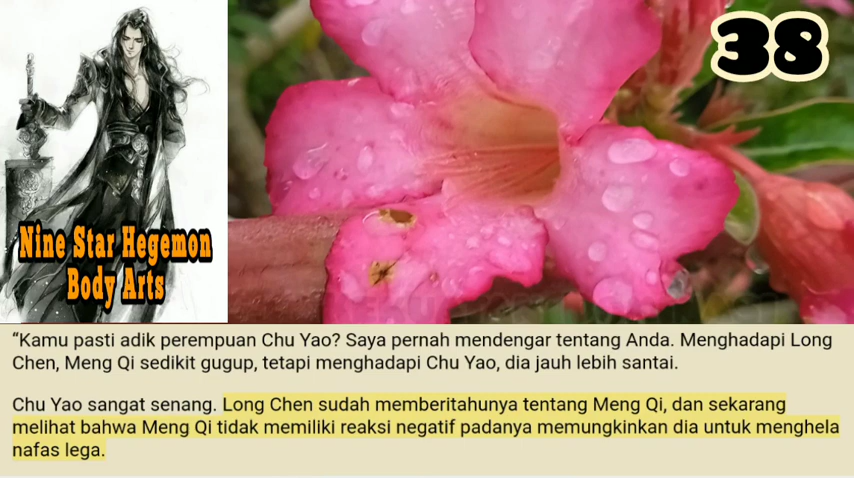 38
Nine Star Hegemon
Body Arts
“Kamu pasti adik perempuan Chu Yao? Saya pernah mendengar tentang Anda. Menghadapi Long
Chen, Meng Qi sedikit gugup, tetapi menghadapi Chu Yao, dia jauh lebih santai.
Chu Yao sangat senang. Long Chen sudah memberitahunya tentang Meng Qi, dan sekarang
melihat bahwa Meng Qi tidak memiliki reaksi negatif padanya memungkinkan dia untuk menghela
nafas lega.